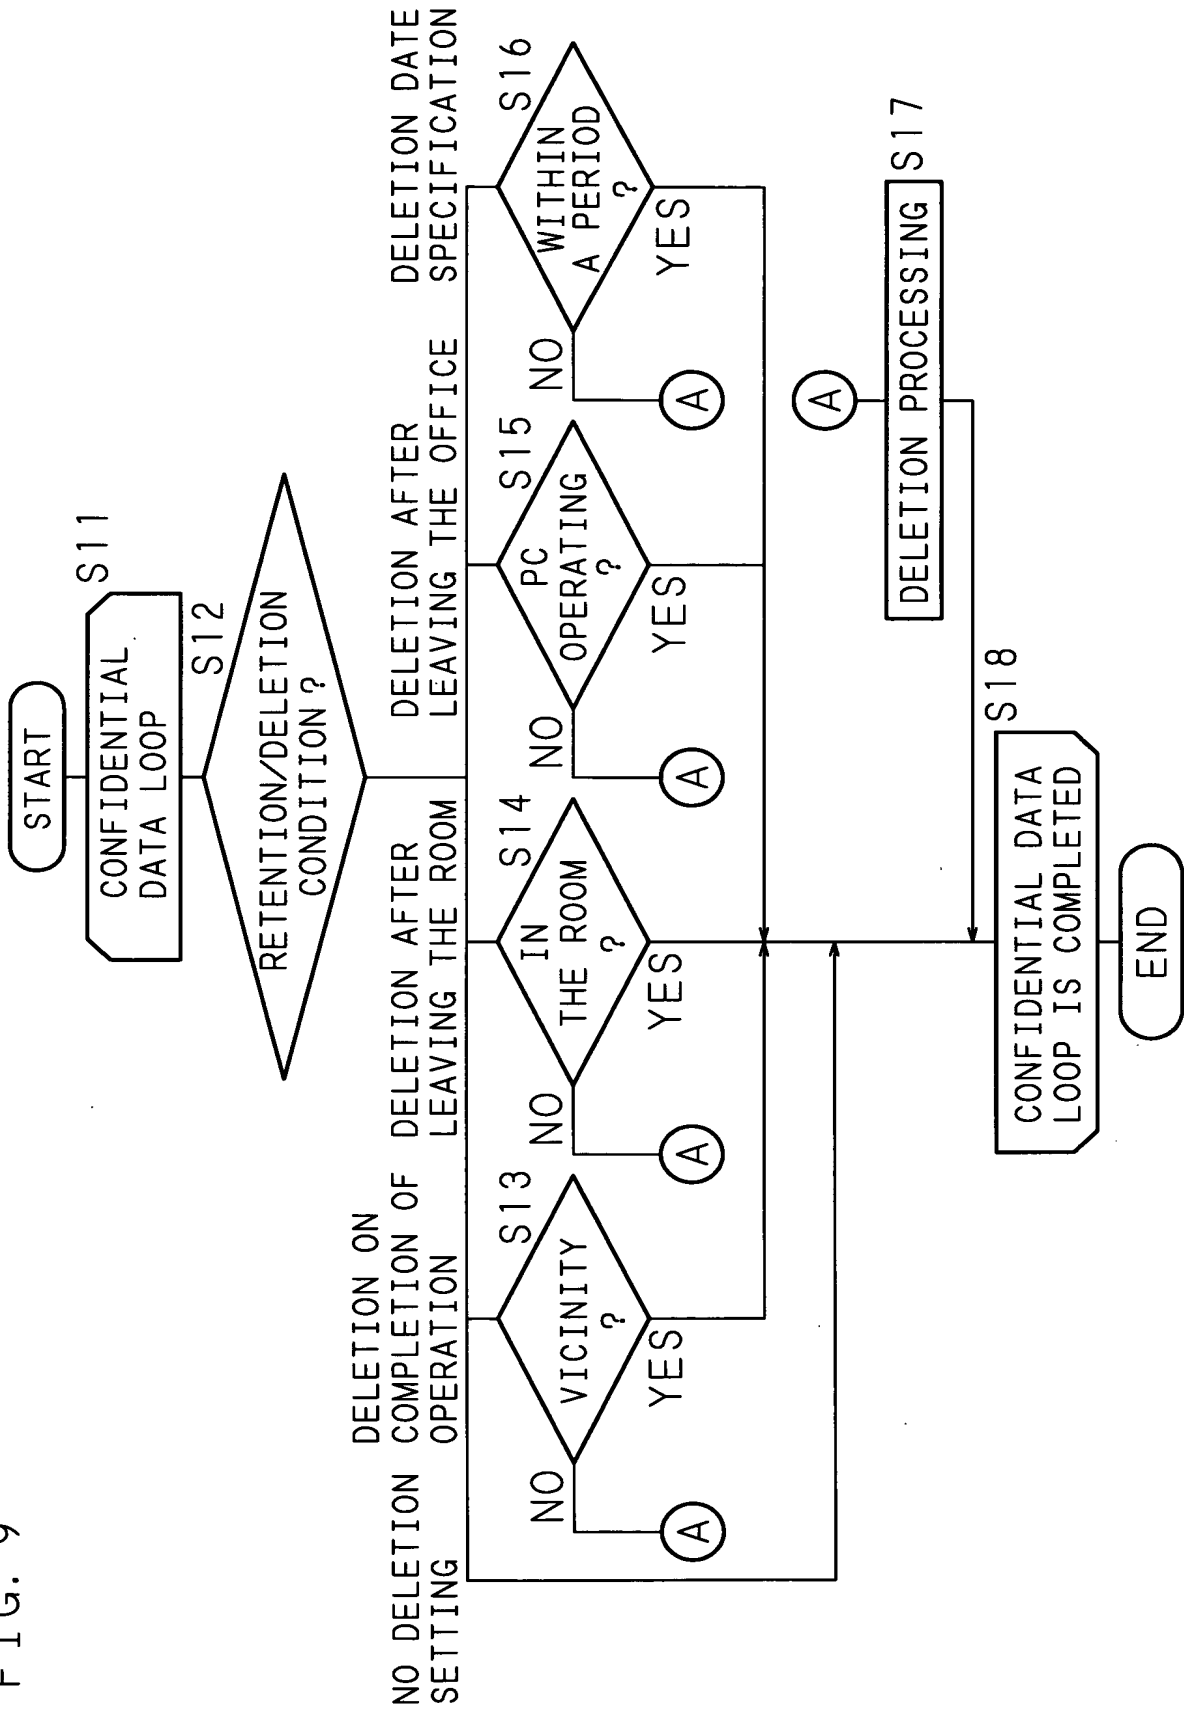 FIG. 9
START
S11
CONFIDENTIAL
DATA LOOP
S12
RETENTION/DELETION
CONDITION ?
NO DELETION
SETTING
DELETION ON
COMPLETION OF
OPERATION
DELETION AFTER
LEAVING THE ROOM
DELETION AFTER
LEAVING THE OFFICE
DELETION DATE
SPECIFICATION
S13
VICINITY
?
NO
YES
A
S14
IN
THE ROOM
?
NO
YES
A
S15
PC
OPERATING
?
NO
YES
A
S16
WITHIN
A PERIOD
?
NO
YES
A
A
S17
DELETION PROCESSING
S18
CONFIDENTIAL DATA
LOOP IS COMPLETED
END